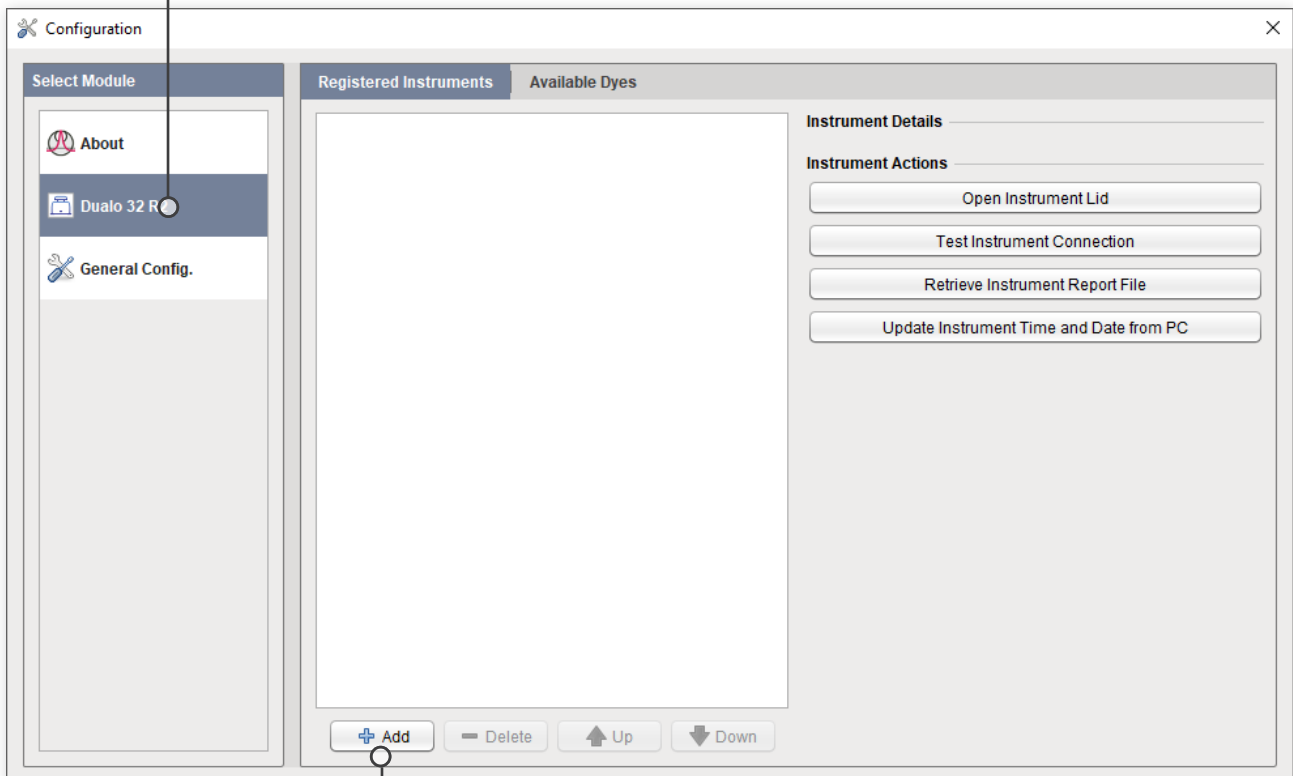 Configuration
Select Module
About
Dualo 32 R
General Config.
Registered Instruments
Available Dyes
Instrument Details
Instrument Actions
Open Instrument Lid
Test Instrument Connection
Retrieve Instrument Report File
Update Instrument Time and Date from PC
Add
Delete
Up
Down